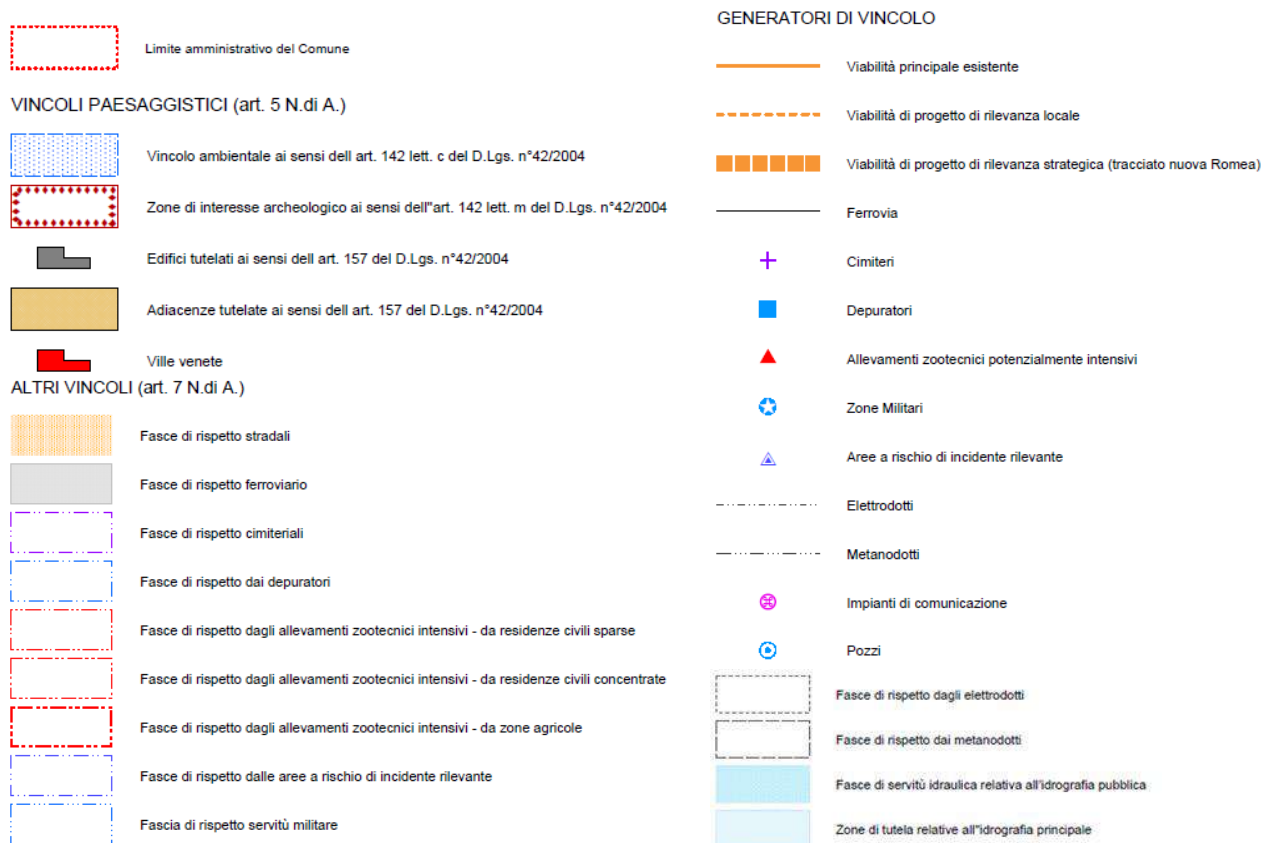 Limite amministrativo del Comune
VINCOLI PAESAGGISTICI (art. 5 N.di A.)
Vincolo ambientale ai sensi dell art. 142 lett. c del D.Lgs. n°42/2004
Zone di interesse archeologico ai sensi dell"art. 142 lett. m del D.Lgs. n°42/2004
Edifici tutelati ai sensi dell art. 157 del D.Lgs. n°42/2004
Adiacenze tutelate ai sensi dell art. 157 del D.Lgs. n°42/2004
Ville venete
ALTRI VINCOLI (art. 7 N.di A.)
Fasce di rispetto stradali
Fasce di rispetto ferroviario
Fasce di rispetto cimiteriali
Fasce di rispetto dai depuratori
Fasce di rispetto dagli allevamenti zootecnici intensivi - da residenze civili sparse
Fasce di rispetto dagli allevamenti zootecnici intensivi - da residenze civili concentrate
Fasce di rispetto dagli allevamenti zootecnici intensivi - da zone agricole
Fasce di rispetto dalle aree a rischio di incidente rilevante
Fascia di rispetto servitù militare
GENERATORI DI VINCOLO
Viabilità principale esistente
Viabilità di progetto di rilevanza locale
Viabilità di progetto di rilevanza strategica (tracciato nuova Romea)
Ferrovia
Cimiteri
Depuratori
Allevamenti zootecnici potenzialmente intensivi
Zone Militari
Aree a rischio di incidente rilevante
Elettrodotti
Metanodotti
Impianti di comunicazione
Pozzi
Fasce di rispetto dagli elettrodotti
Fasce di rispetto dai metanodotti
Fasce di servitù idraulica relativa all'idrografia pubblica
Zone di tutela relative all"idrografia principale